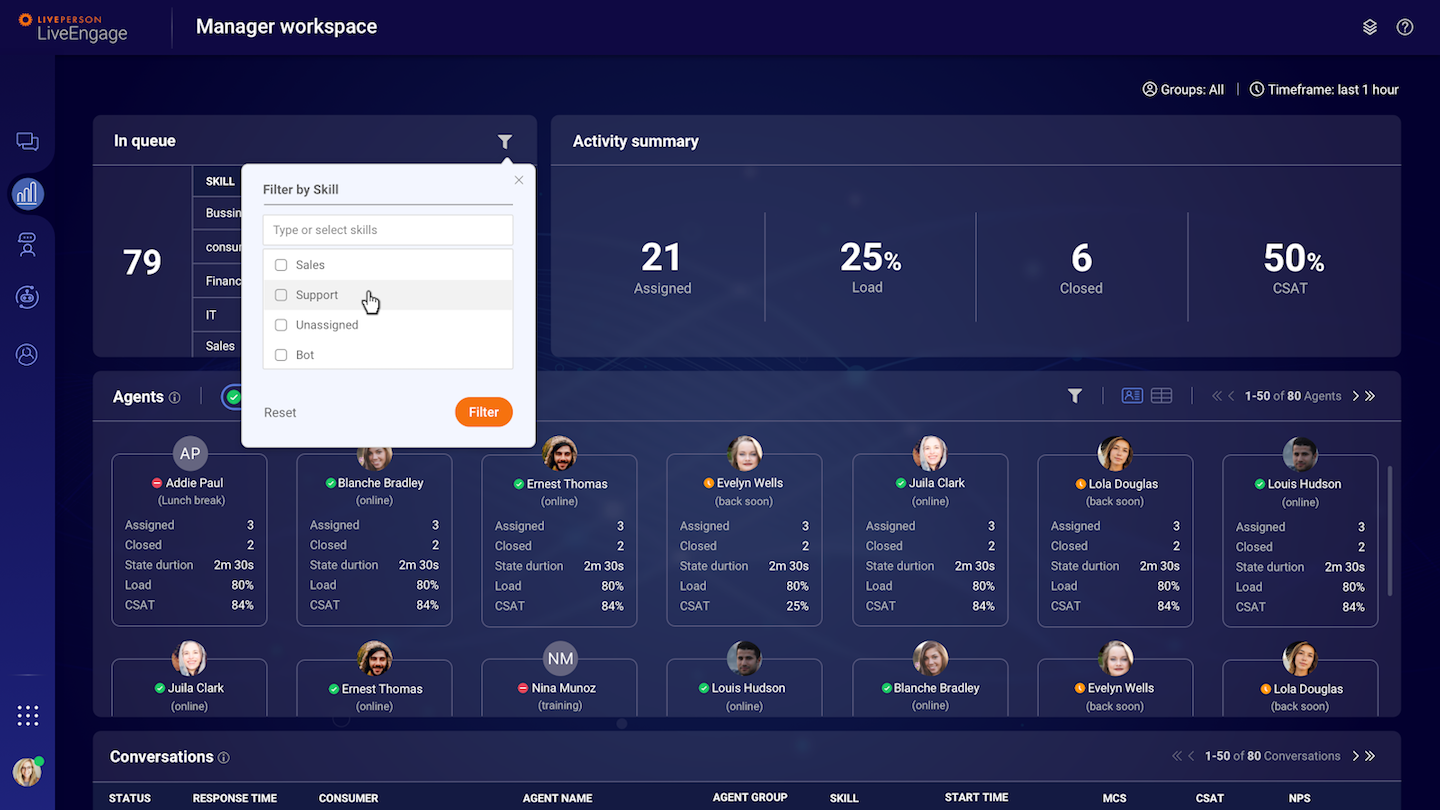 LIVEPERSON
LiveEngage
Manager workspace
Groups: All | Timeframe: last 1 hour
In queue
79
SKILL
Bussin
consur
Financ
IT
Sales
Filter by Skill
Type or select skills
Sales
Support
Unassigned
Bot
Reset
Filter
Activity summary
21
Assigned
25%
Load
6
Closed
50%
CSAT
Agents
1-50 of 80 Agents
AP
Addie Paul
(Lunch break)
Assigned 3
Closed 2
State durtion 2m 30s
Load 80%
CSAT 84%
Blanche Bradley
(online)
Assigned 3
Closed 2
State durtion 2m 30s
Load 80%
CSAT 84%
Ernest Thomas
(online)
Assigned 3
Closed 2
State durtion 2m 30s
Load 80%
CSAT 84%
Evelyn Wells
(back soon)
Assigned 3
Closed 2
State durtion 2m 30s
Load 80%
CSAT 25%
Juila Clark
(online)
Assigned 3
Closed 2
State durtion 2m 30s
Load 80%
CSAT 84%
Lola Douglas
(back soon)
Assigned 3
Closed 2
State durtion 2m 30s
Load 80%
CSAT 84%
Louis Hudson
(online)
Assigned 3
Closed 2
State durtion 2m 30s
Load 80%
CSAT 84%
Juila Clark
(online)
Ernest Thomas
(online)
NM
Nina Munoz
(training)
Louis Hudson
(online)
Blanche Bradley
(online)
Evelyn Wells
(back soon)
Lola Douglas
(back soon)
Conversations
1-50 of 80 Conversations
STATUS RESPONSE TIME CONSUMER AGENT NAME AGENT GROUP SKILL START TIME MCS CSAT NPS